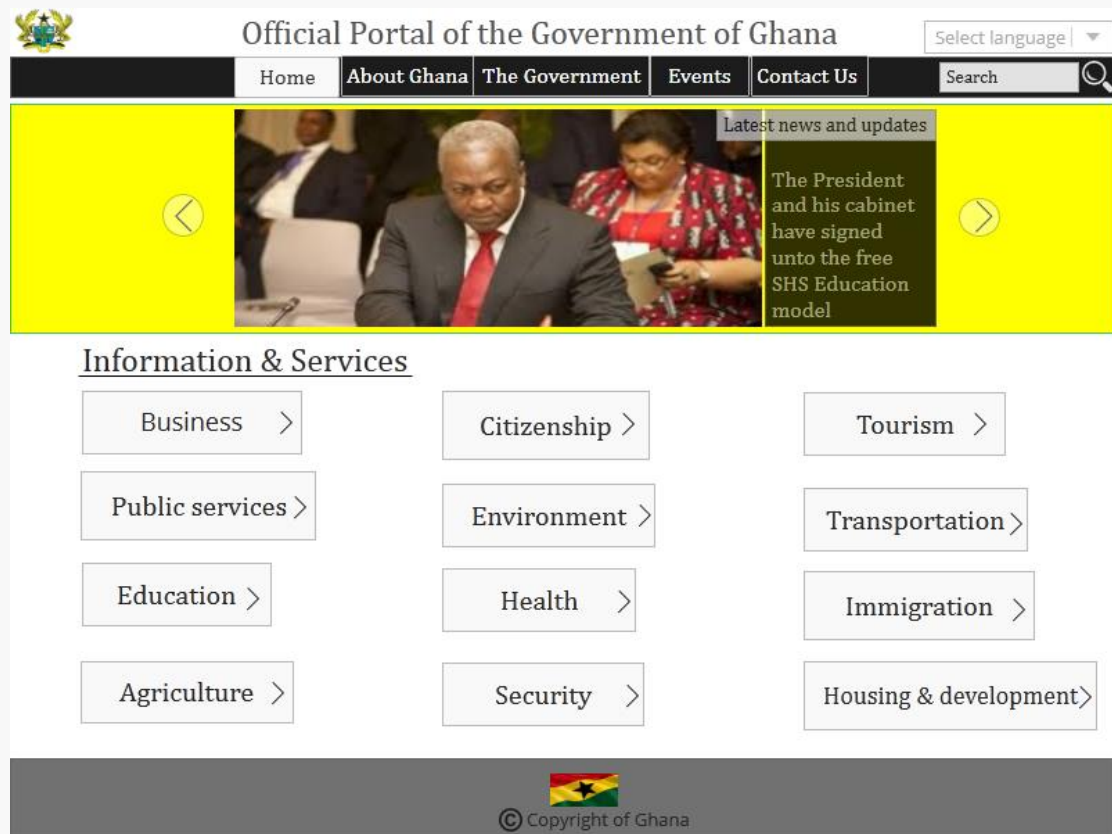 Official Portal of the Government of Ghana
Select language
Home
About Ghana
The Government
Events
Contact Us
Search
Latest news and updates
The President
and his cabinet
have signed
unto the free
SHS Education
model
Information & Services
Business
Citizenship
Tourism
Public services
Environment
Transportation
Education
Health
Immigration
Agriculture
Security
Housing & development
© Copyright of Ghana